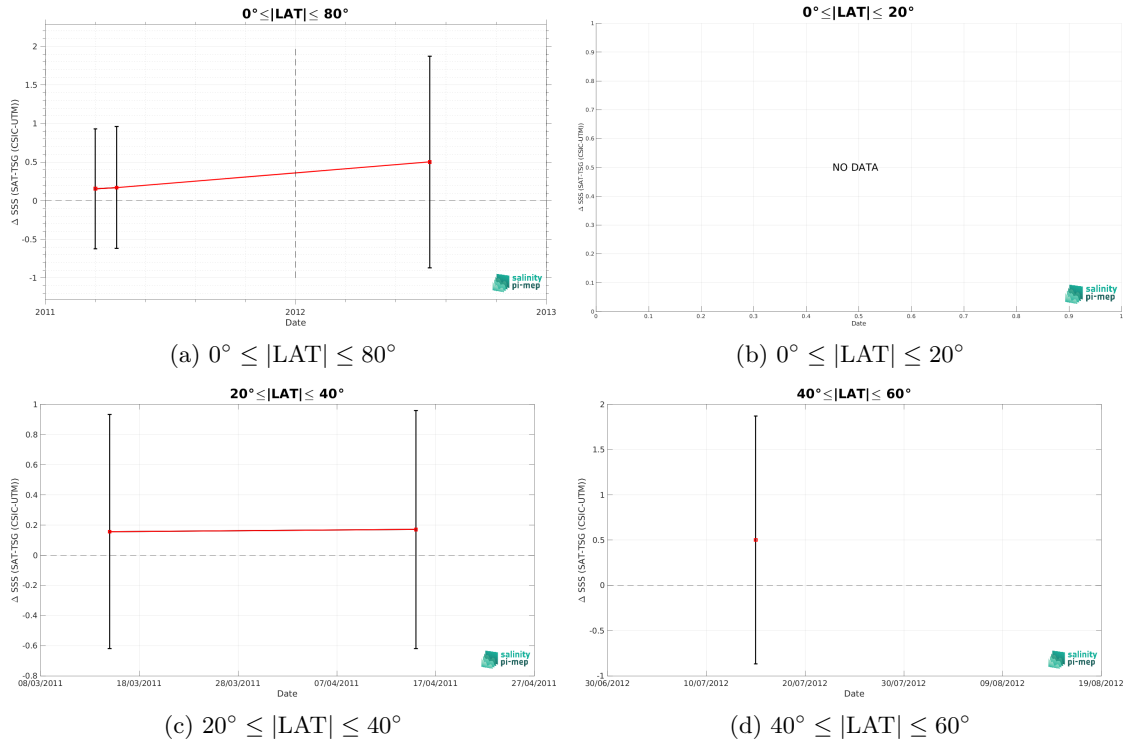 0°≤|LAT|≤ 80°
Δ SSS (SAT-TSG (CSIC-UTM))
2
1.5
1
0.5
0
-0.5
-1
2011
2012
2013
Date
salinity
pi-mep
(a) 0° ≤ |LAT| ≤ 80°
0°≤|LAT|≤ 20°
Δ SSS (SAT-TSG (CSIC-UTM))
1
0.9
0.8
0.7
0.6
0.5
0.4
0.3
0.2
0.1
0
NO DATA
0
0.1
0.2
0.3
0.4
0.5
0.6
0.7
0.8
0.9
1
Date
salinity
pi-mep
(b) 0° ≤ |LAT| ≤ 20°
20°≤|LAT|≤ 40°
Δ SSS (SAT-TSG (CSIC-UTM))
1
0.8
0.6
0.4
0.2
0
-0.2
-0.4
-0.6
-0.8
08/03/2011
18/03/2011
28/03/2011
07/04/2011
17/04/2011
27/04/2011
Date
salinity
pi-mep
(c) 20° ≤ |LAT| ≤ 40°
40°≤|LAT|≤ 60°
Δ SSS (SAT-TSG (CSIC-UTM))
2
1.5
1
0.5
0
-0.5
-1
30/06/2012
10/07/2012
20/07/2012
30/07/2012
09/08/2012
19/08/2012
Date
salinity
pi-mep
(d) 40° ≤ |LAT| ≤ 60°